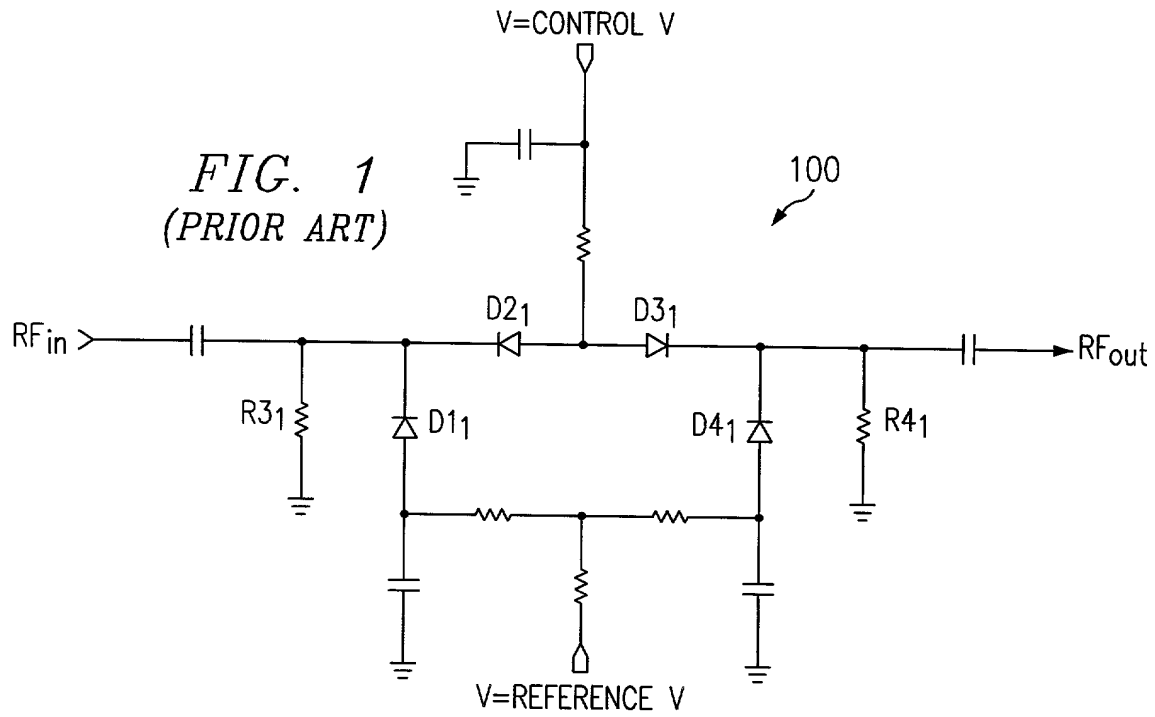 V=CONTROL V
FIG. 1
(PRIOR ART)
100
RFin
D21
D31
RFout
R31
D11
D41
R41
V=REFERENCE V